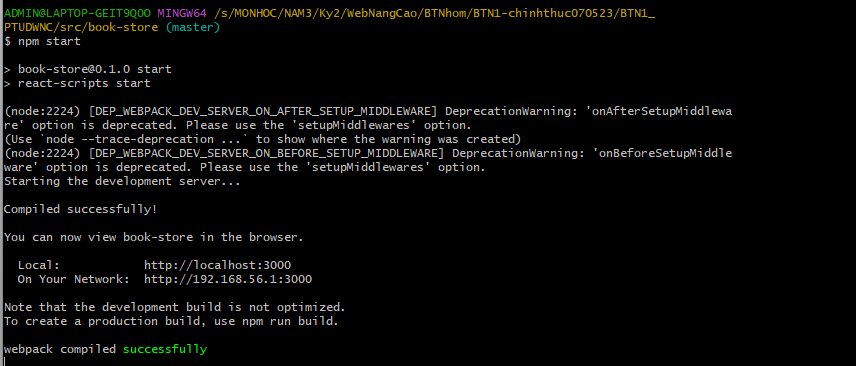 ADMIN@LAPTOP-GEIT9Q0O MINGW64 /s/MONHOC/NAM3/Ky2/WebNangCao/BTNhom/BTN1-chinhthuc070523/BTN1_
PTUDWNC/src/book-store (master)
$ npm start
> book-store@0.1.0 start
> react-scripts start
(node:2224) [DEP_WEBPACK_DEV_SERVER_ON_AFTER_SETUP_MIDDLEWARE] DeprecationWarning: 'onAfterSetupMiddlewa
re' option is deprecated. Please use the 'setupMiddlewares' option.
(Use `node --trace-deprecation ...` to show where the warning was created)
(node:2224) [DEP_WEBPACK_DEV_SERVER_ON_BEFORE_SETUP_MIDDLEWARE] DeprecationWarning: 'onBeforeSetupMiddle
ware' option is deprecated. Please use the 'setupMiddlewares' option.
Starting the development server...
Compiled successfully!
You can now view book-store in the browser.
Local: http://localhost:3000
On Your Network: http://192.168.56.1:3000
Note that the development build is not optimized.
To create a production build, use npm run build.
webpack compiled successfully